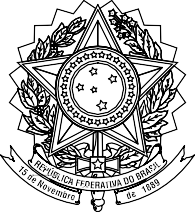 REPÚBLICA FEDERATIVA DO BRASIL
15 de Novembro de 1889